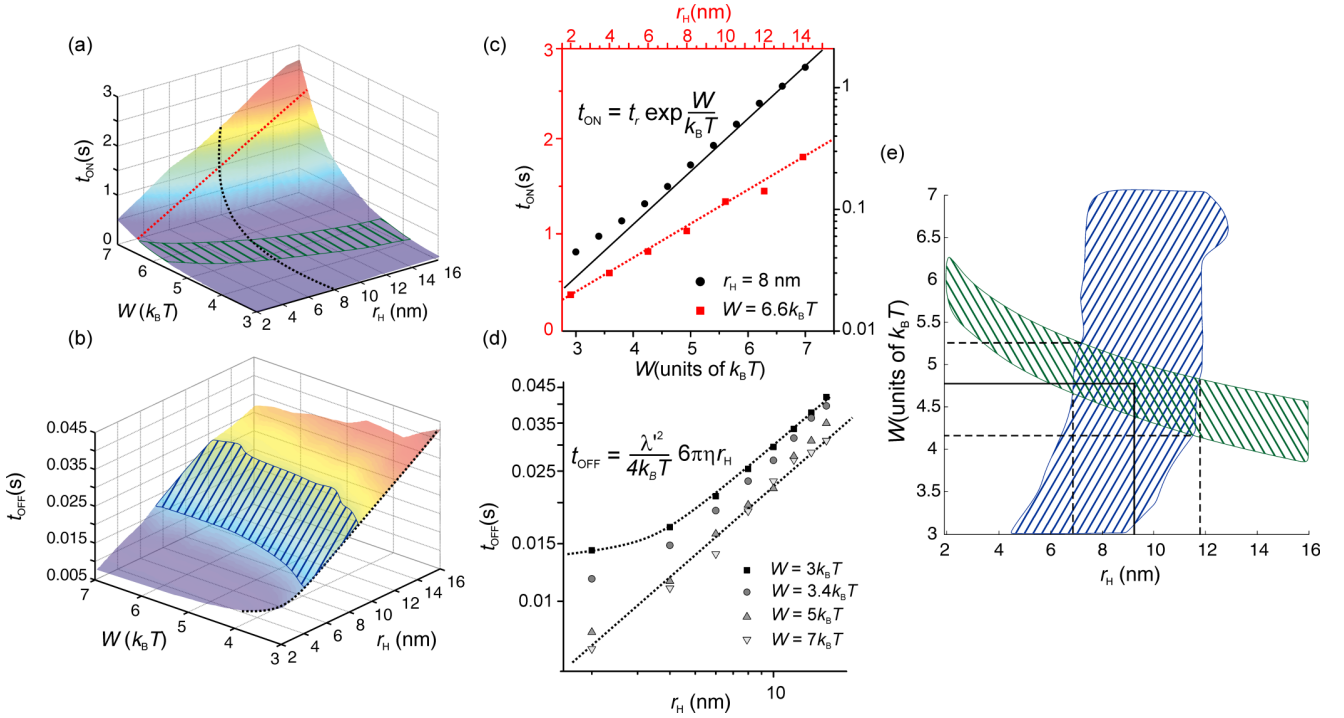 (a)
3
2
1
1
0
t_ON(s)
7
6
5
4
3
W (k_BT)
2
4
6
8
10
12
14
16
r_H (nm)
(b)
0.045
0.035
0.025
0.015
0.005
t_OFF(s)
7
6
5
4
3
W (k_BT)
2
4
6
8
10
12
14
16
r_H (nm)
(c)
r_H(nm)
2 4 6 8 10 12 14
3
2
1
0
t_ON(s)
1
0.1
0.01
t_ON = t_r exp W/k_BT
r_H = 8 nm
W = 6.6k_BT
3 4 5 6 7
W(units of k_BT)
(d)
0.045
0.035
0.025
0.015
0.01
t_OFF(s)
t_OFF = λ'²/4k_BT 6πηr_H
W = 3k_BT
W = 3.4k_BT
W = 5k_BT
W = 7k_BT
10
r_H (nm)
(e)
7
6.5
6
5.5
5
4.5
4
3.5
3
W(units of k_BT)
2 4 6 8 10 12 14 16
r_H (nm)